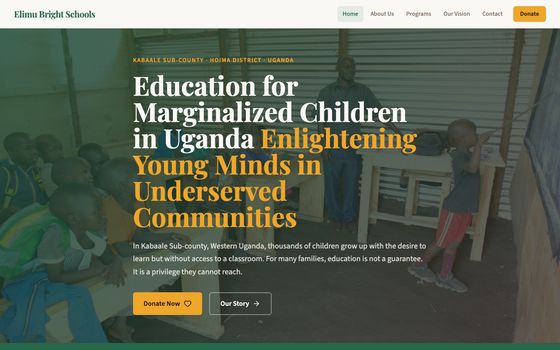 Elimu Bright Schools
Home
About Us
Programs
Our Vision
Contact
Donate
KABAALE SUB-COUNTY · HOIMA DISTRICT · UGANDA
Education for
Marginalized Children
in Uganda Enlightening
Young Minds in
Underserved
Communities
In Kabaale Sub-county, Western Uganda, thousands of children grow up with the desire to
learn but without access to a classroom. For many families, education is not a guarantee.
It is a privilege they cannot reach.
Donate Now
Our Story